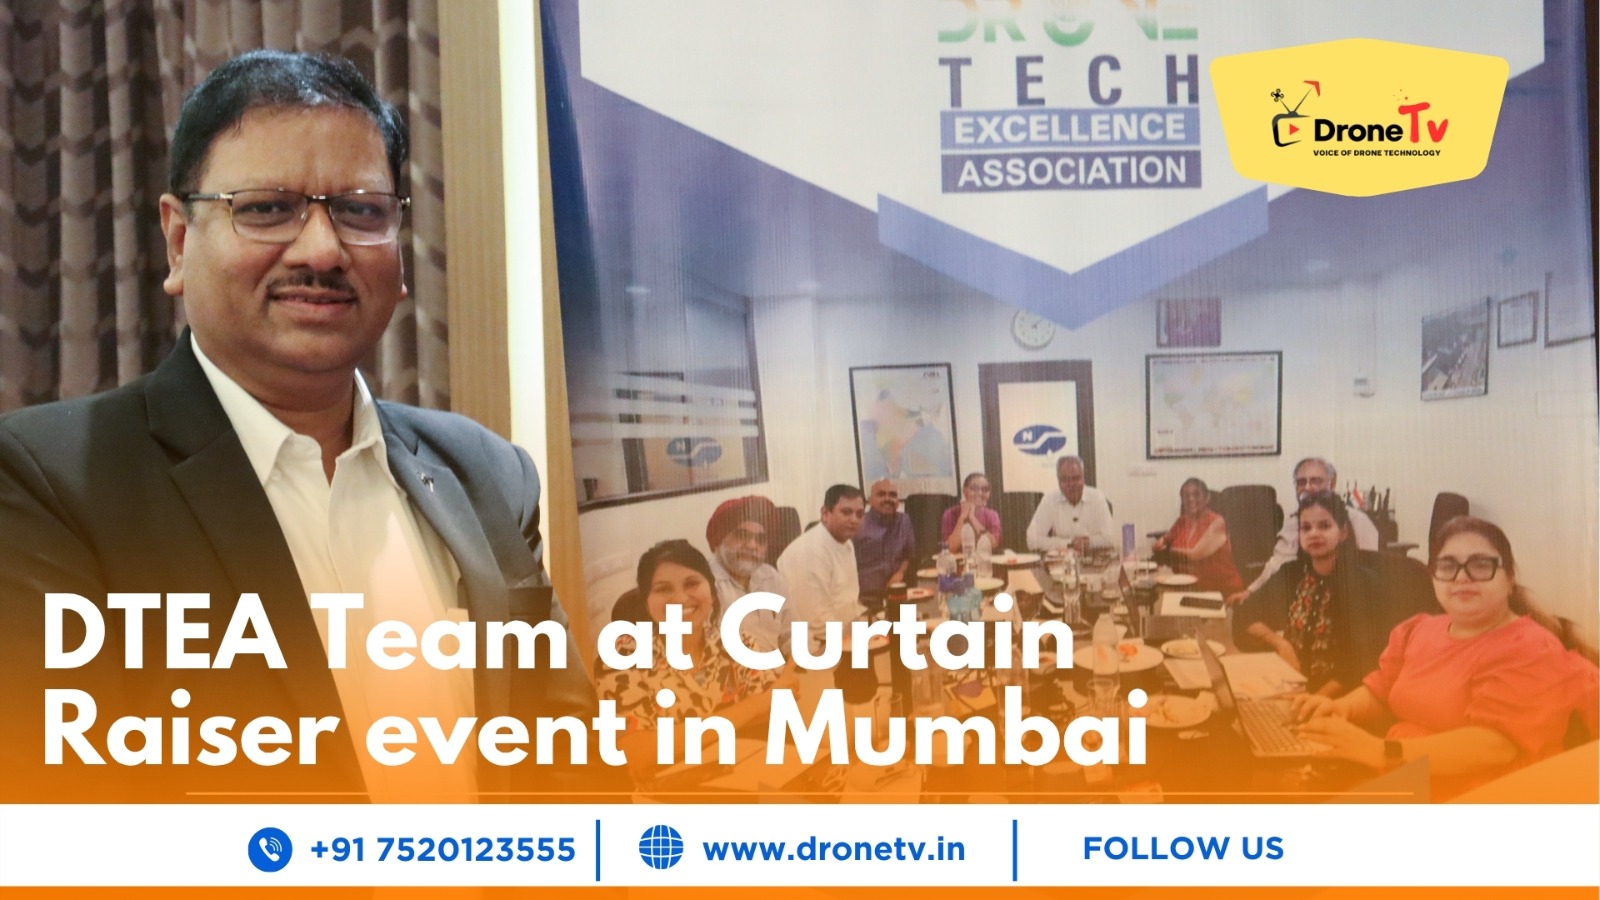 DRONE
TECH
EXCELLENCE
ASSOCIATION
DroneTv
VOICE OF DRONE TECHNOLOGY
N
DTEA Team at Curtain
Raiser event in Mumbai
+91 7520123555
www.dronetv.in
FOLLOW US